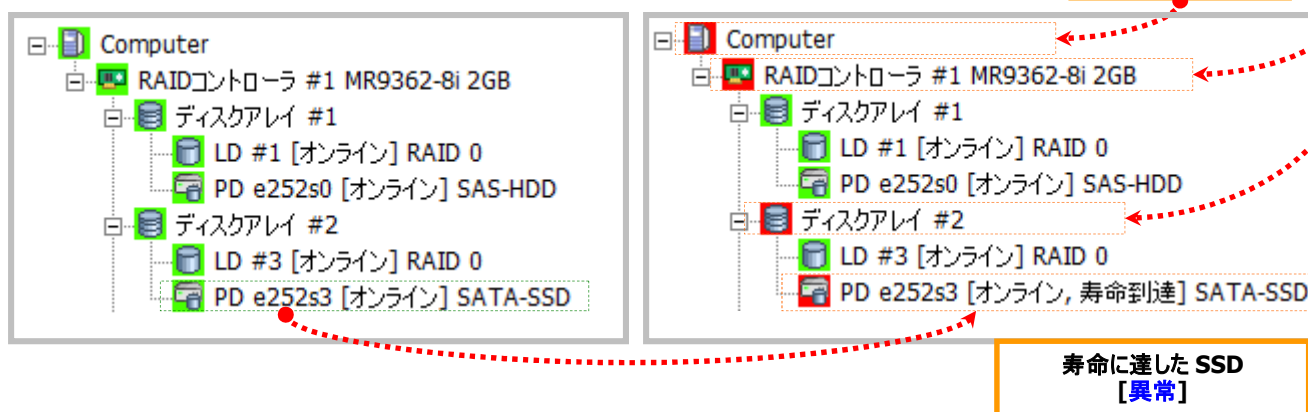 Computer
RAIDコントローラ #1 MR9362-8i 2GB
ディスクアレイ #1
LD #1 [オンライン] RAID 0
PD e252s0 [オンライン] SAS-HDD
ディスクアレイ #2
LD #3 [オンライン] RAID 0
PD e252s3 [オンライン] SATA-SSD
Computer
RAIDコントローラ #1 MR9362-8i 2GB
ディスクアレイ #1
LD #1 [オンライン] RAID 0
PD e252s0 [オンライン] SAS-HDD
ディスクアレイ #2
LD #3 [オンライン] RAID 0
PD e252s3 [オンライン, 寿命到達] SATA-SSD
寿命に達した SSD
[異常]